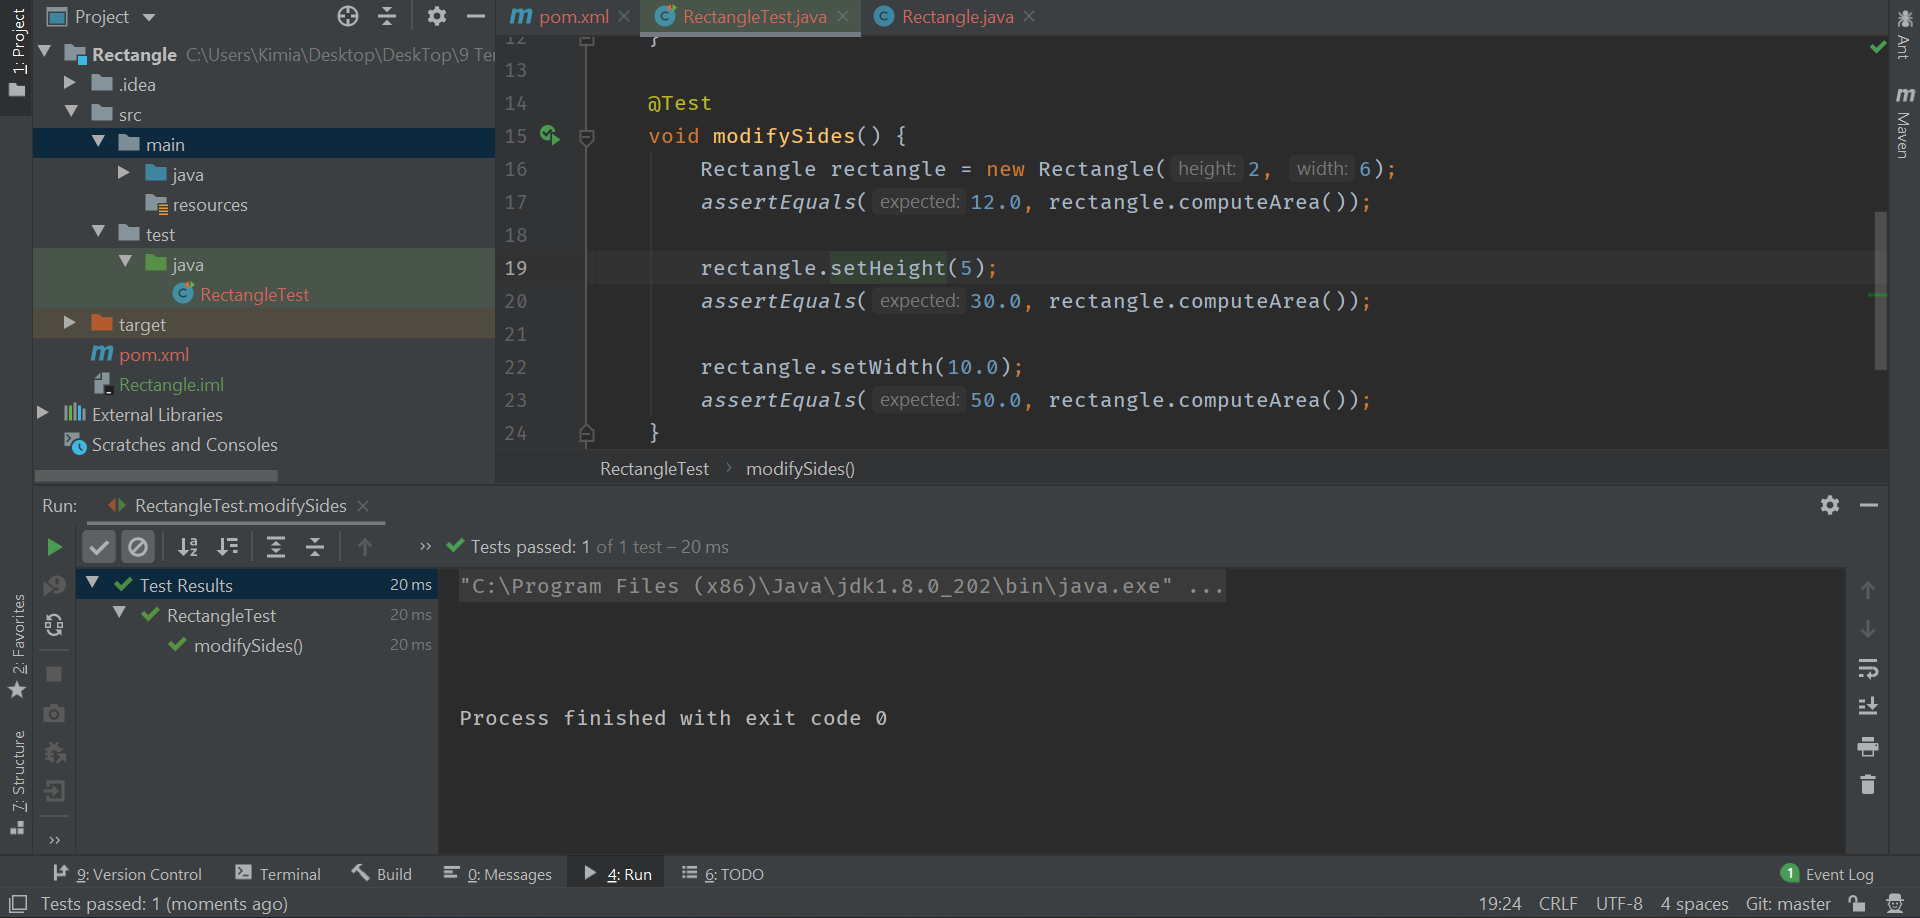 1: Project
Project
Rectangle C:\Users\Kimia\Desktop\DeskTop\9 Ter
.idea
src
main
java
resources
test
java
RectangleTest
target
pom.xml
Rectangle.iml
External Libraries
Scratches and Consoles
pom.xml
RectangleTest.java
Rectangle.java
12 }
13
14 @Test
15 void modifySides() {
16 Rectangle rectangle = new Rectangle( height: 2, width: 6);
17 assertEquals( expected: 12.0, rectangle.computeArea());
18
19 rectangle.setHeight(5);
20 assertEquals( expected: 30.0, rectangle.computeArea());
21
22 rectangle.setWidth(10.0);
23 assertEquals( expected: 50.0, rectangle.computeArea());
24 }
RectangleTest › modifySides()
Ant
Maven
Run: RectangleTest.modifySides
» Tests passed: 1 of 1 test – 20 ms
Test Results 20 ms
RectangleTest 20 ms
modifySides() 20 ms
"C:\Program Files (x86)\Java\jdk1.8.0_202\bin\java.exe" ...
Process finished with exit code 0
2: Favorites
7: Structure
»
9: Version Control
Terminal
Build
0: Messages
4: Run
6: TODO
1 Event Log
Tests passed: 1 (moments ago)
19:24 CRLF UTF-8 4 spaces Git: master